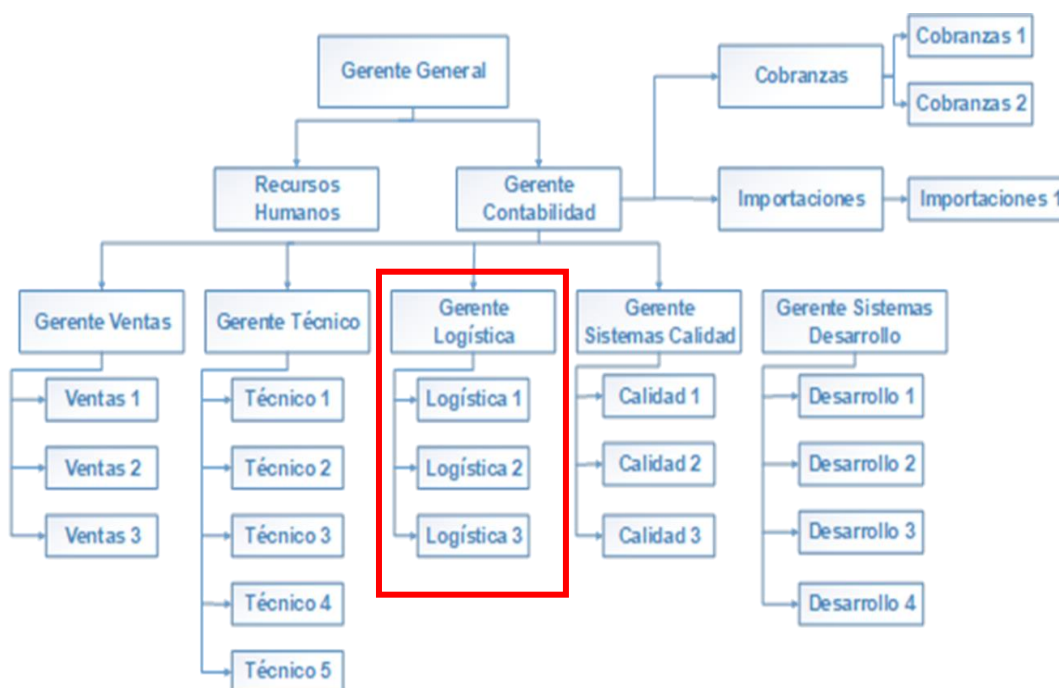 Gerente General
Cobranzas
Cobranzas 1
Cobranzas 2
Recursos
Humanos
Gerente
Contabilidad
Importaciones
Importaciones 1
Gerente Ventas
Ventas 1
Ventas 2
Ventas 3
Gerente Técnico
Técnico 1
Técnico 2
Técnico 3
Técnico 4
Técnico 5
Gerente
Logística
Logística 1
Logística 2
Logística 3
Gerente
Sistemas Calidad
Calidad 1
Calidad 2
Calidad 3
Gerente Sistemas
Desarrollo
Desarrollo 1
Desarrollo 2
Desarrollo 3
Desarrollo 4